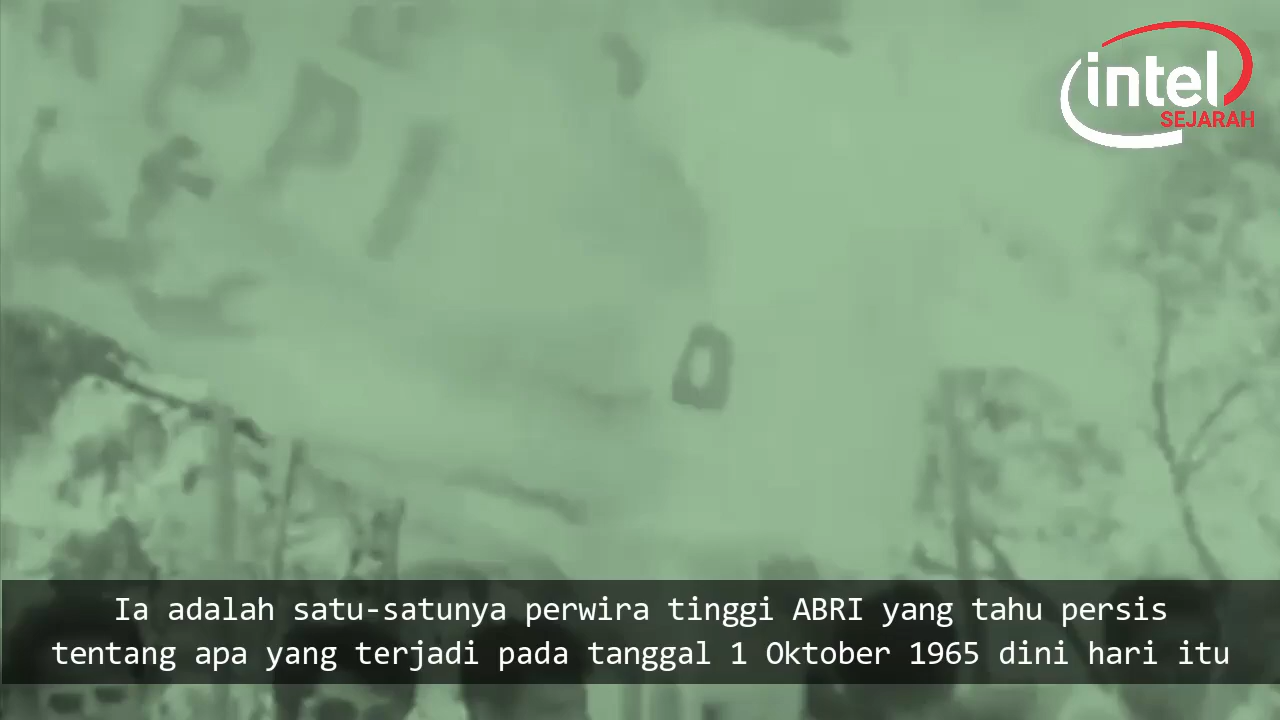 intel
SEJARAH
Ia adalah satu-satunya perwira tinggi ABRI yang tahu persis
tentang apa yang terjadi pada tanggal 1 Oktober 1965 dini hari itu